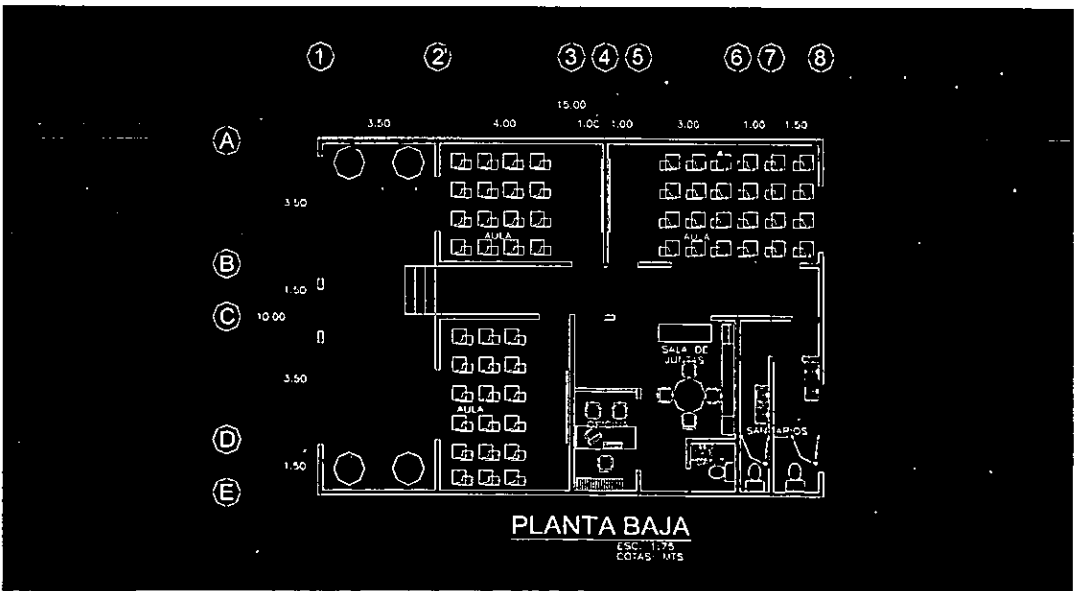 1 2 3 4 5 6 7 8
15.00
3.50 4.00 1.00 1.00 3.00 1.00 1.50
A
3.50
AULA AULA
B
1.50
C 10.00
SALA DE
JUNTAS
3.50
AULA
OFICINA
SANITARIOS
D
1.50
E
PLANTA BAJA
ESC: 1:75
COTAS: MTS